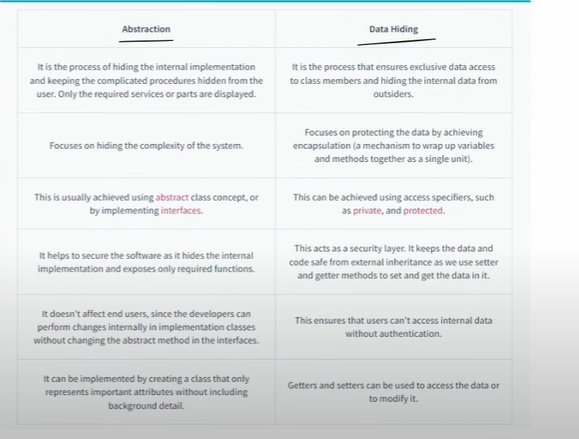 Abstraction
Data Hiding
It is the process of hiding the internal implementation
and keeping the complicated procedures hidden from the
user. Only the required services or parts are displayed.
It is the process that ensures exclusive data access
to class members and hiding the internal data from
outsiders.
Focuses on hiding the complexity of the system.
Focuses on protecting the data by achieving
encapsulation (a mechanism to wrap up variables
and methods together as a single unit).
This is usually achieved using abstract class concept, or
by implementing interfaces.
This can be achieved using access specifiers, such
as private, and protected.
It helps to secure the software as it hides the internal
implementation and exposes only required functions.
This acts as a security layer. It keeps the data and
code safe from external inheritance as we use setter
and getter methods to set and get the data in it.
It doesn't affect end users, since the developers can
perform changes internally in implementation classes
without changing the abstract method in the interfaces.
This ensures that users can't access internal data
without authentication.
It can be implemented by creating a class that only
represents important attributes without including
background detail.
Getters and setters can be used to access the data or
to modify it.